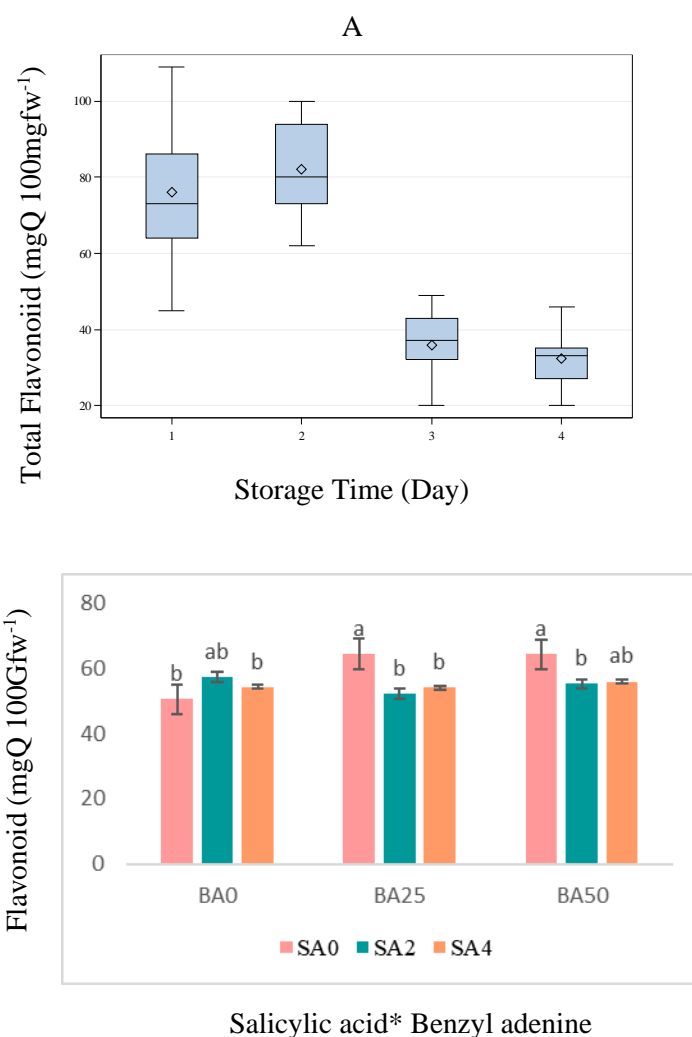 A
Total Flavonoiid (mgQ 100mgfw-1)
100
80
60
40
20
1 2 3 4
Storage Time (Day)
Flavonoid (mgQ 100Gfw-1)
80
60
40
20
0
b ab b a b b a b ab
BA0 BA25 BA50
SA0 SA2 SA4
Salicylic acid* Benzyl adenine